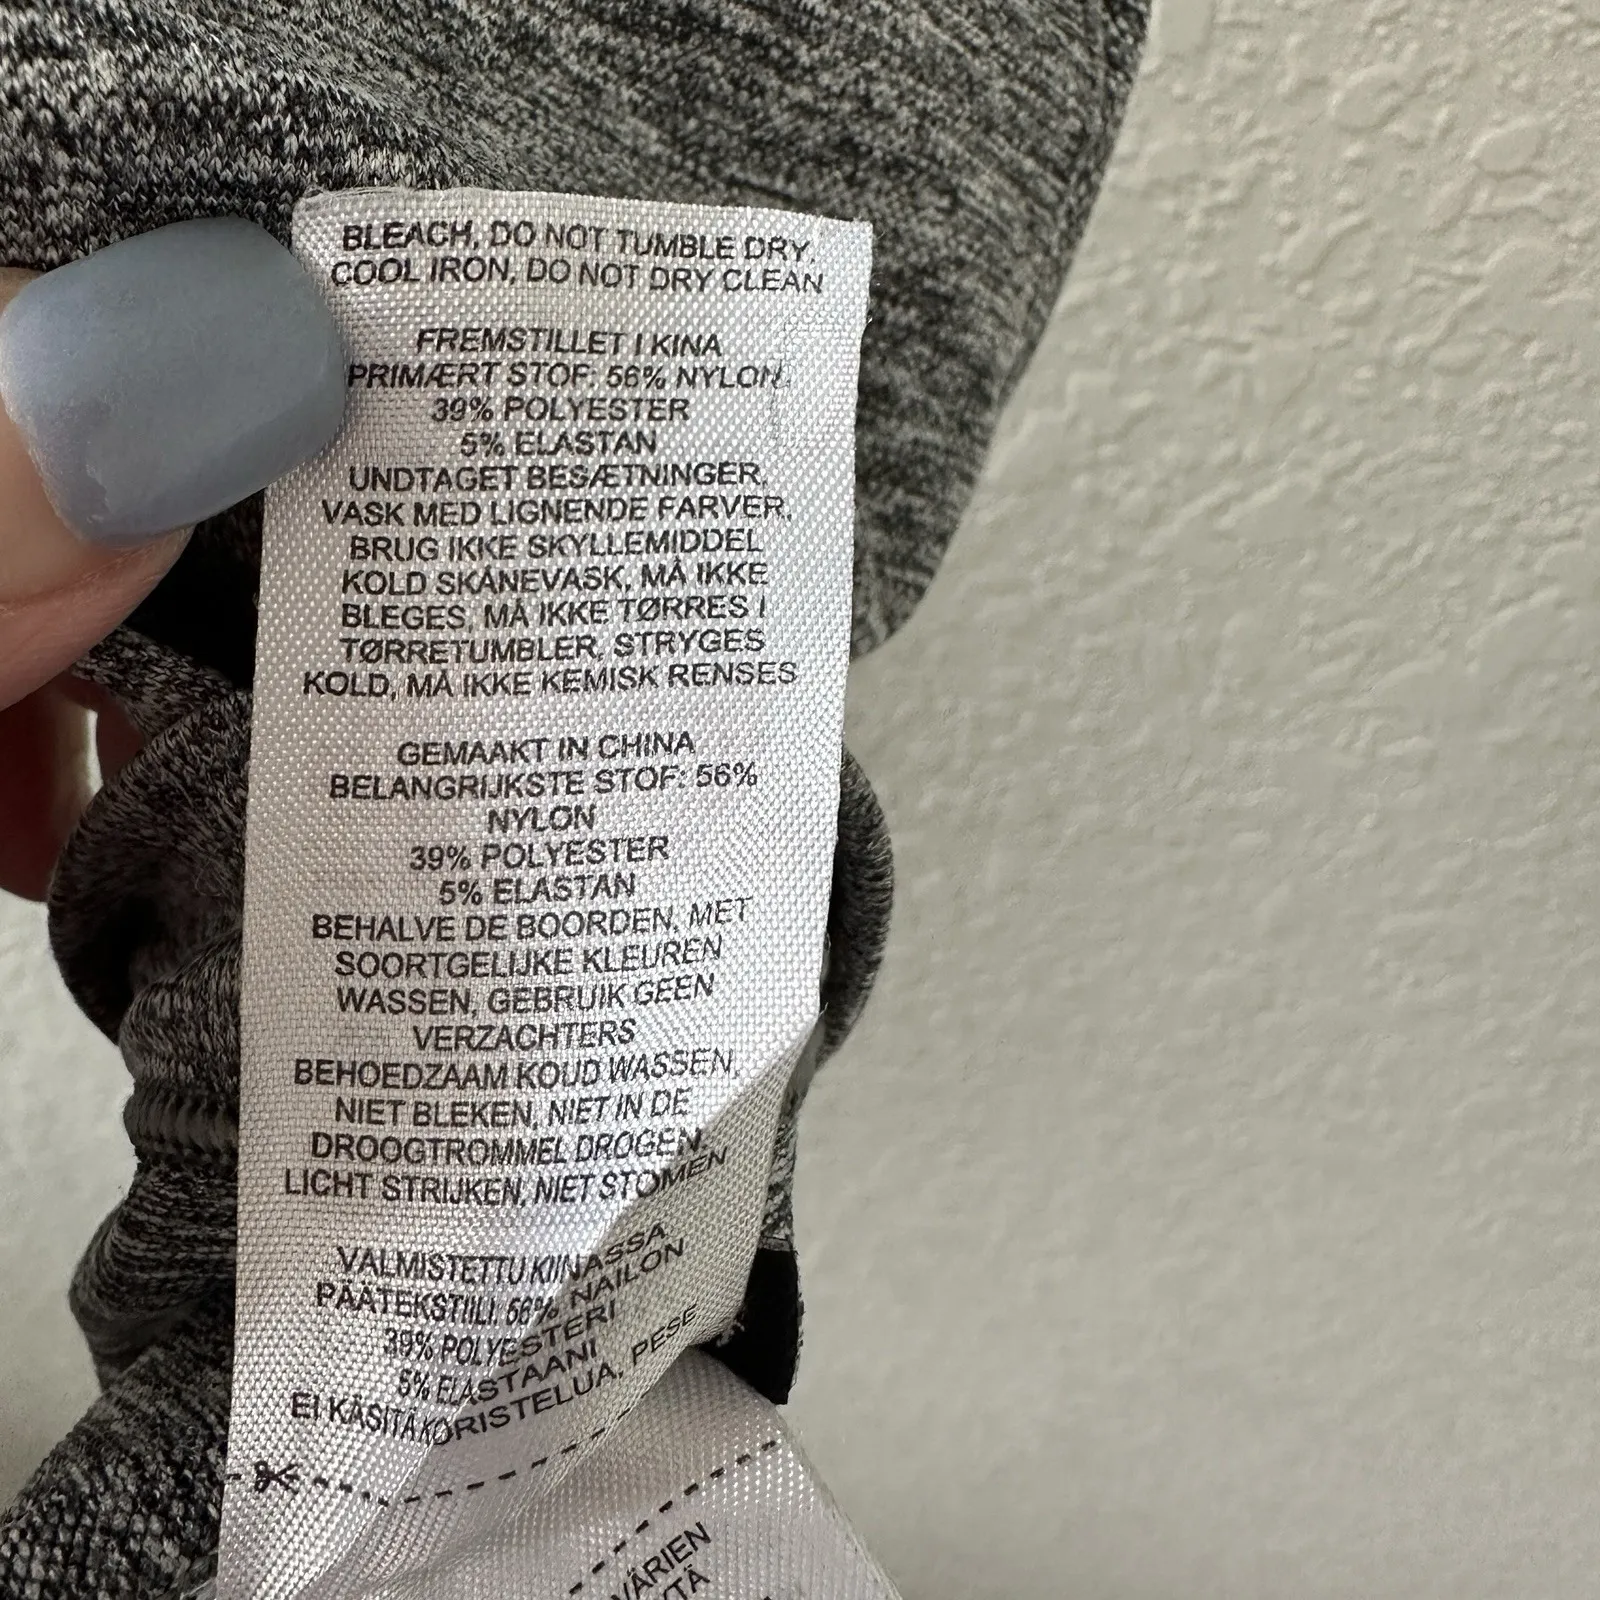 BLEACH, DO NOT TUMBLE DRY,
COOL IRON, DO NOT DRY CLEAN
FREMSTILLET I KINA
PRIMÆRT STOF: 56% NYLON,
39% POLYESTER
5% ELASTAN
UNDTAGET BESÆTNINGER,
VASK MED LIGNENDE FARVER,
BRUG IKKE SKYLLEMIDDEL
KOLD SKÅNEVASK, MÅ IKKE
BLEGES, MÅ IKKE TØRRES I
TØRRETUMBLER, STRYGES
KOLD, MÅ IKKE KEMISK RENSES
GEMAAKT IN CHINA
BELANGRIJKSTE STOF: 56%
NYLON
39% POLYESTER
5% ELASTAN
BEHALVE DE BOORDEN, MET
SOORTGELIJKE KLEUREN
WASSEN, GEBRUIK GEEN
VERZACHTERS
BEHOEDZAAM KOUD WASSEN,
NIET BLEKEN, NIET IN DE
DROOGTROMMEL DROGEN,
LICHT STRIJKEN, NIET STOMEN
VALMISTETTU KIINASSA
PÄÄTEKSTIILI: 56% NAILON
39% POLYESTERI
5% ELASTAANI
EI KÄSITÄ KORISTELUA, PESE
VÄRIEN